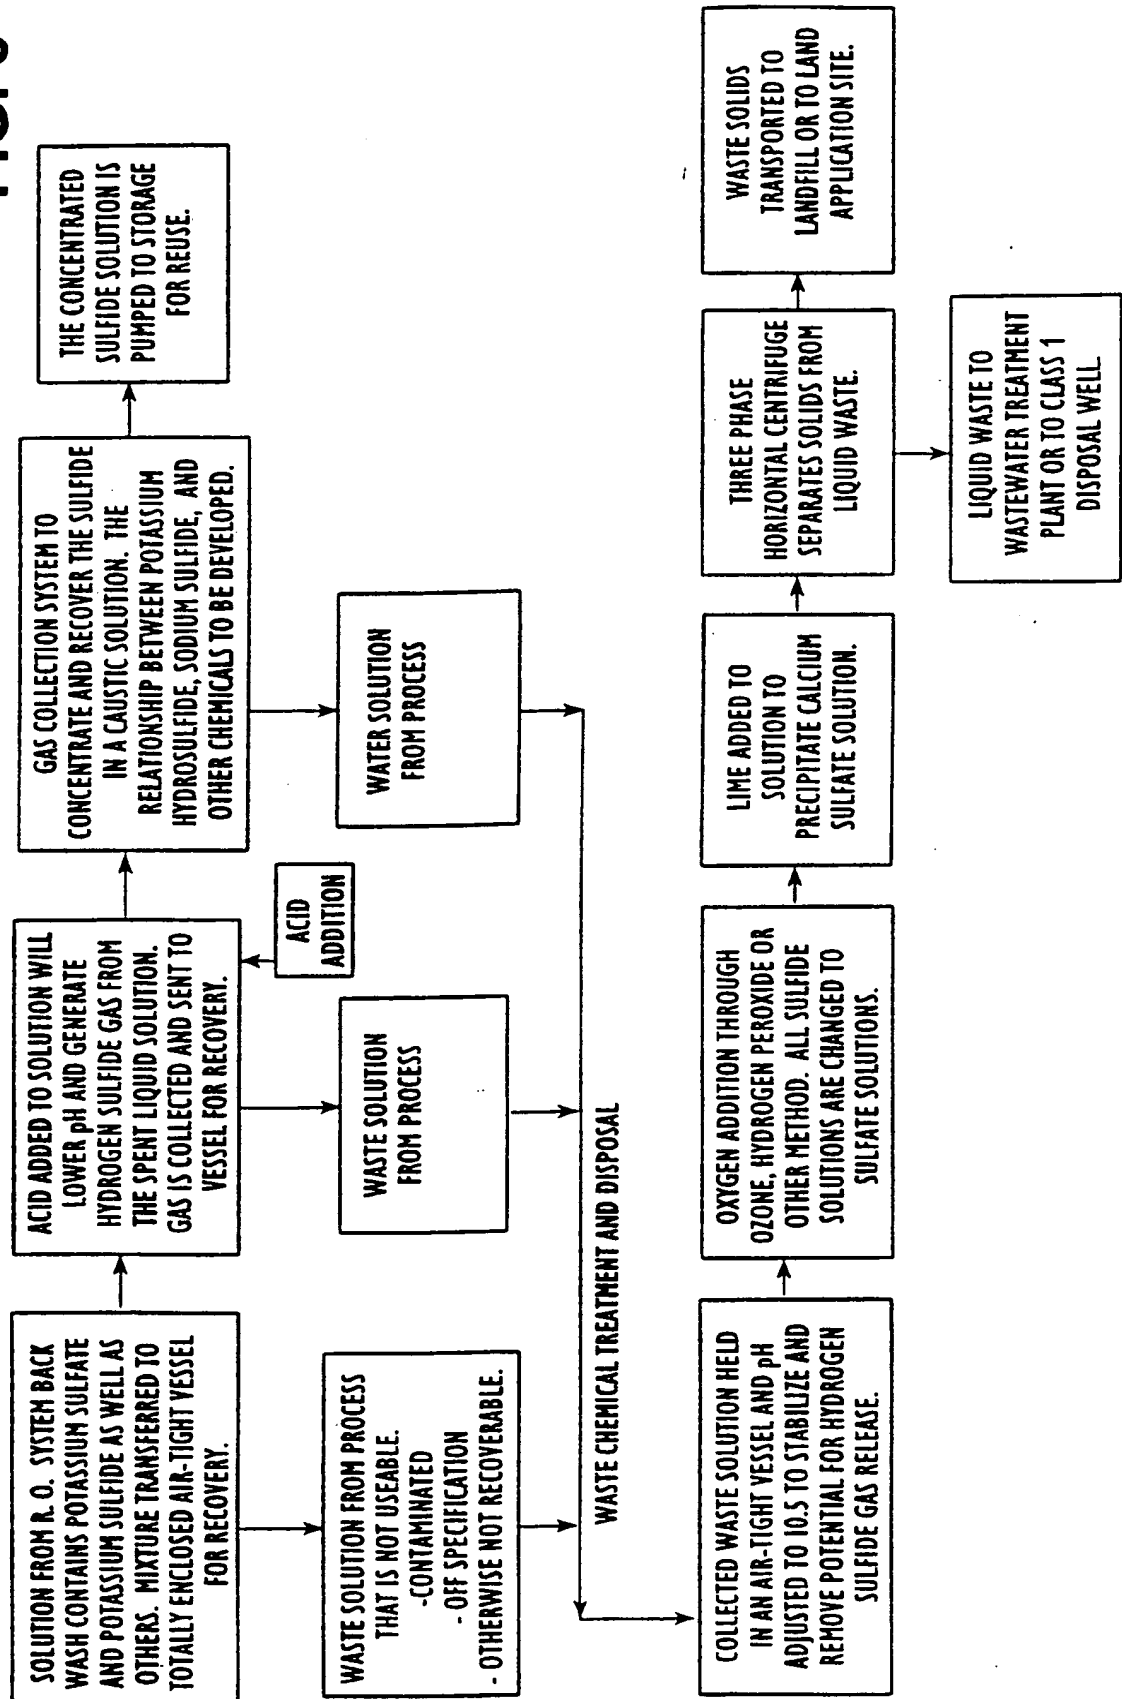 SOLUTION FROM R. O. SYSTEM BACK
WASH CONTAINS POTASSIUM SULFATE
AND POTASSIUM SULFIDE AS WELL AS
OTHERS. MIXTURE TRANSFERRED TO
TOTALLY ENCLOSED AIR-TIGHT VESSEL
FOR RECOVERY.
ACID ADDED TO SOLUTION WILL
LOWER pH AND GENERATE
HYDROGEN SULFIDE GAS FROM
THE SPENT LIQUID SOLUTION.
GAS IS COLLECTED AND SENT TO
VESSEL FOR RECOVERY.
ACID
ADDITION
GAS COLLECTION SYSTEM TO
CONCENTRATE AND RECOVER THE SULFIDE
IN A CAUSTIC SOLUTION. THE
RELATIONSHIP BETWEEN POTASSIUM
HYDROSULFIDE, SODIUM SULFIDE, AND
OTHER CHEMICALS TO BE DEVELOPED.
THE CONCENTRATED
SULFIDE SOLUTION IS
PUMPED TO STORAGE
FOR REUSE.
WASTE SOLUTION FROM PROCESS
THAT IS NOT USEABLE.
-CONTAMINATED
- OFF SPECIFICATION
- OTHERWISE NOT RECOVERABLE.
WASTE SOLUTION
FROM PROCESS
WATER SOLUTION
FROM PROCESS
WASTE CHEMICAL TREATMENT AND DISPOSAL
COLLECTED WASTE SOLUTION HELD
IN AN AIR-TIGHT VESSEL AND pH
ADJUSTED TO 10.5 TO STABILIZE AND
REMOVE POTENTIAL FOR HYDROGEN
SULFIDE GAS RELEASE.
OXYGEN ADDITION THROUGH
OZONE, HYDROGEN PEROXIDE OR
OTHER METHOD. ALL SULFIDE
SOLUTIONS ARE CHANGED TO
SULFATE SOLUTIONS.
LIME ADDED TO
SOLUTION TO
PRECIPITATE CALCIUM
SULFATE SOLUTION.
THREE PHASE
HORIZONTAL CENTRIFUGE
SEPARATES SOLIDS FROM
LIQUID WASTE.
WASTE SOLIDS
TRANSPORTED TO
LANDFILL OR TO LAND
APPLICATION SITE.
LIQUID WASTE TO
WASTEWATER TREATMENT
PLANT OR TO CLASS 1
DISPOSAL WELL.